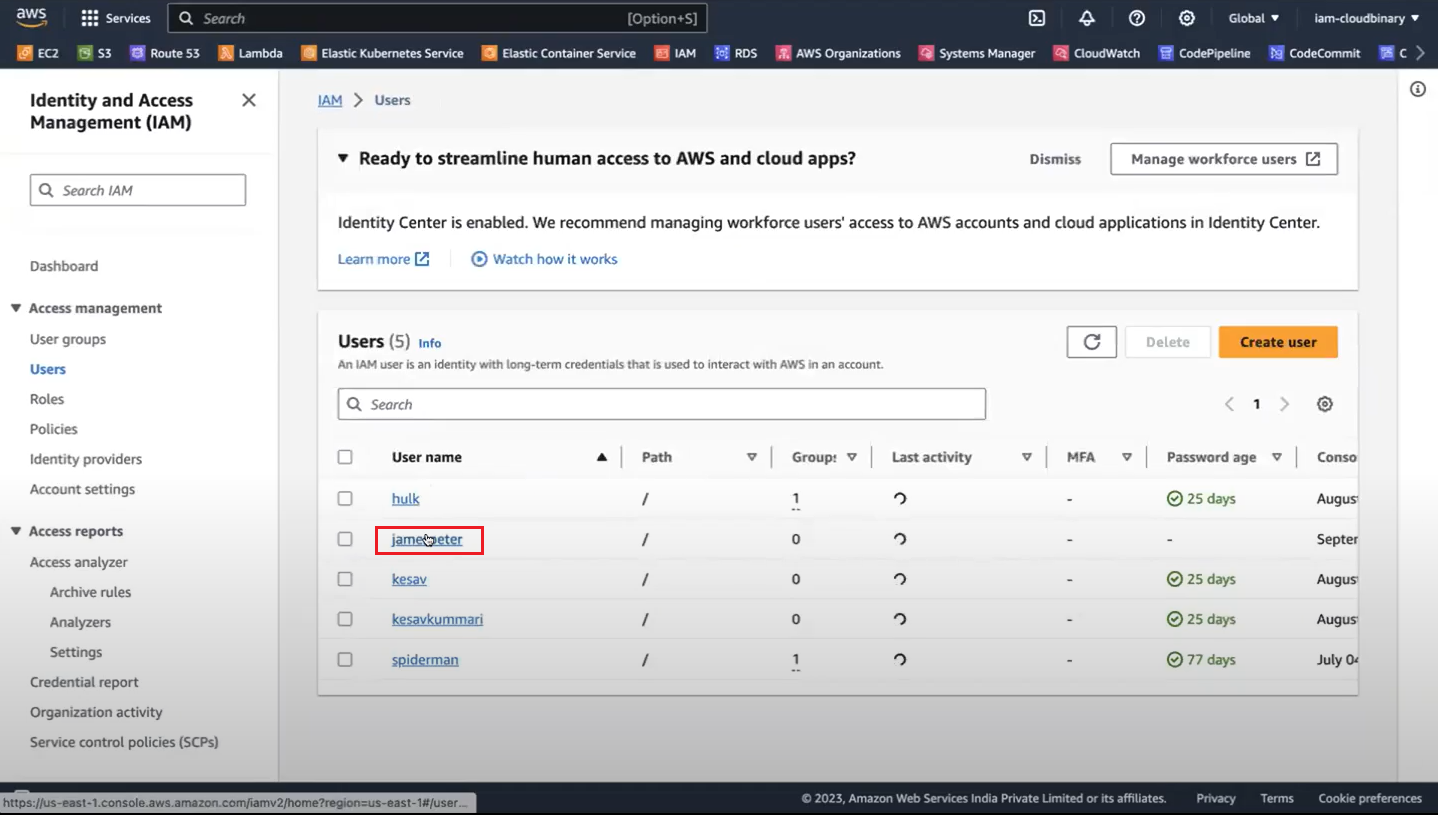 aws
Services
Search
[Option+S]
Global
iam-cloudbinary
EC2
S3
Route 53
Lambda
Elastic Kubernetes Service
Elastic Container Service
IAM
RDS
AWS Organizations
Systems Manager
CloudWatch
CodePipeline
CodeCommit
C
Identity and Access
Management (IAM)
Search IAM
Dashboard
Access management
User groups
Users
Roles
Policies
Identity providers
Account settings
Access reports
Access analyzer
Archive rules
Analyzers
Settings
Credential report
Organization activity
Service control policies (SCPs)
IAM > Users
Ready to streamline human access to AWS and cloud apps?
Dismiss
Manage workforce users
Identity Center is enabled. We recommend managing workforce users' access to AWS accounts and cloud applications in Identity Center.
Learn more
Watch how it works
Users (5) Info
An IAM user is an identity with long-term credentials that is used to interact with AWS in an account.
Delete
Create user
Search
1
User name Path Groups Last activity MFA Password age Conso
hulk / 1 - 25 days Augus
/ 0 - - Septer
kesav / 0 - 25 days Augus
kesavkummari / 0 - 25 days Augus
spiderman / 1 - 77 days July 04
https://us-east-1.console.aws.amazon.com/iamv2/home?region=us-east-1#/user...
© 2023, Amazon Web Services India Private Limited or its affiliates.
Privacy
Terms
Cookie preferences